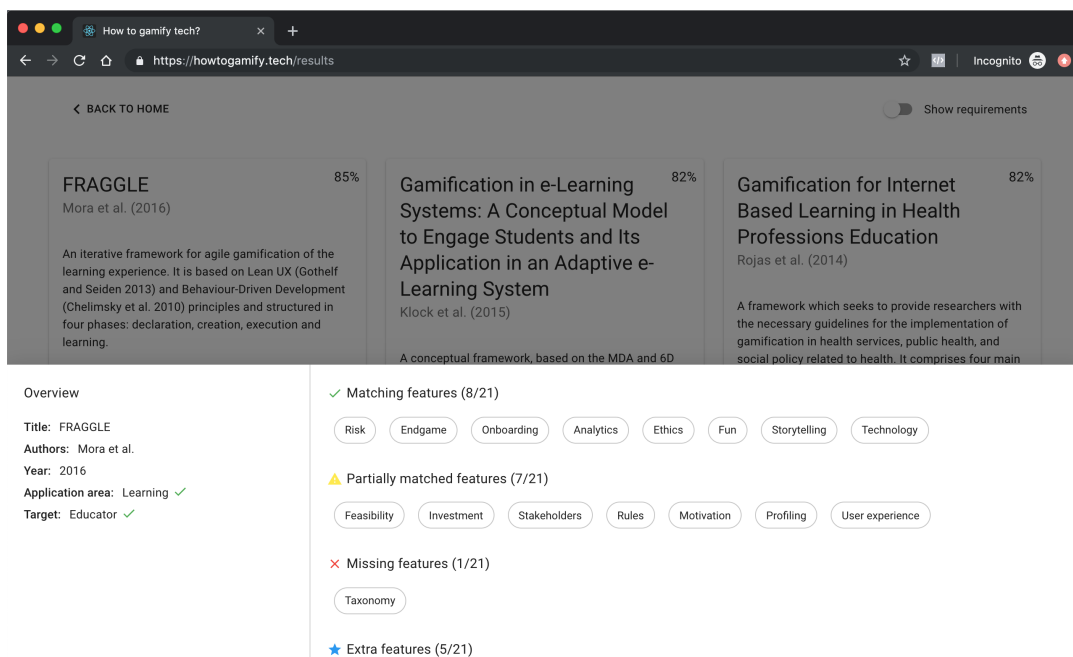 How to gamify tech?
https://howtogamify.tech/results
Incognito
BACK TO HOME
Show requirements
FRAGGLE
85%
Mora et al. (2016)
An iterative framework for agile gamification of the
learning experience. It is based on Lean UX (Gothelf
and Seiden 2013) and Behaviour-Driven Development
(Chelimsky et al. 2010) principles and structured in
four phases: declaration, creation, execution and
learning.
Gamification in e-Learning
82%
Systems: A Conceptual Model
to Engage Students and Its
Application in an Adaptive e-
Learning System
Klock et al. (2015)
A conceptual framework, based on the MDA and 6D
Gamification for Internet
82%
Based Learning in Health
Professions Education
Rojas et al. (2014)
A framework which seeks to provide researchers with
the necessary guidelines for the implementation of
gamification in health services, public health, and
social policy related to health. It comprises four main
Overview
Title: FRAGGLE
Authors: Mora et al.
Year: 2016
Application area: Learning
Target: Educator
Matching features (8/21)
Risk Endgame Onboarding Analytics Ethics Fun Storytelling Technology
Partially matched features (7/21)
Feasibility Investment Stakeholders Rules Motivation Profiling User experience
Missing features (1/21)
Taxonomy
Extra features (5/21)